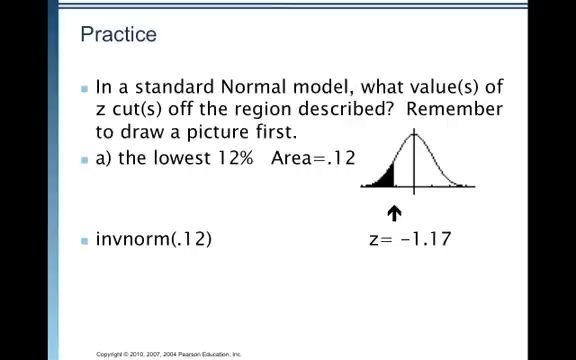 Practice
In a standard Normal model, what value(s) of
z cut(s) off the region described? Remember
to draw a picture first.
a) the lowest 12% Area=.12
invnorm(.12) z= -1.17
Copyright © 2010, 2007, 2004 Pearson Education, Inc.